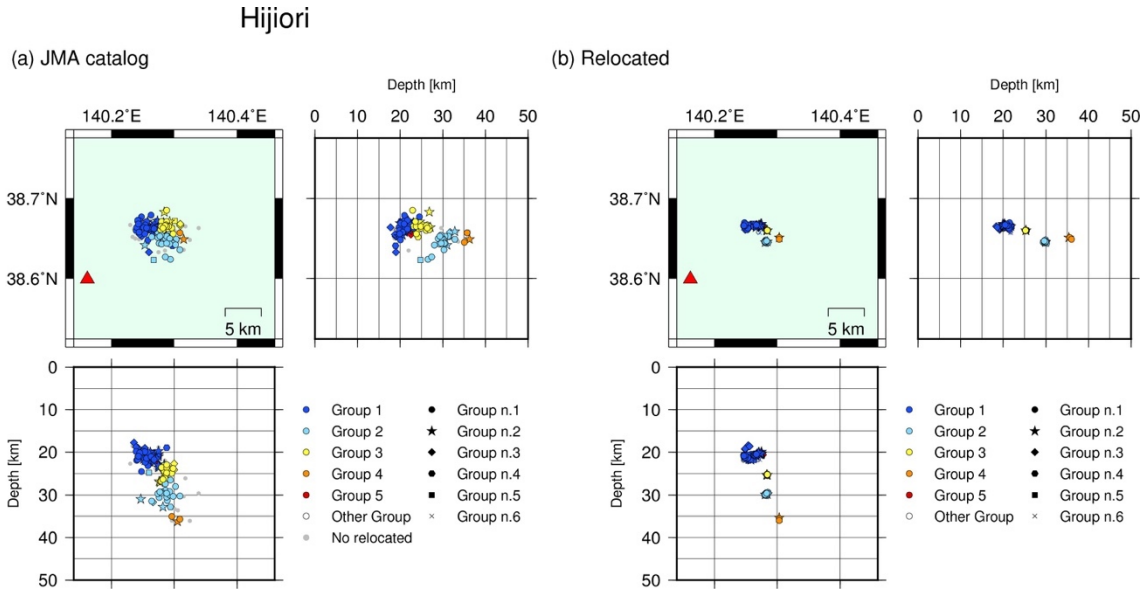 Hijiori
(a) JMA catalog
Depth [km]
140.2˚E 140.4˚E
0 10 20 30 40 50
38.7˚N
38.6˚N
5 km
0
10
20
30
40
50
Depth [km]
Group 1
Group 2
Group 3
Group 4
Group 5
Other Group
No relocated
Group n.1
Group n.2
Group n.3
Group n.4
Group n.5
Group n.6
(b) Relocated
Depth [km]
140.2˚E 140.4˚E
0 10 20 30 40 50
38.7˚N
38.6˚N
5 km
0
10
20
30
40
50
Depth [km]
Group 1
Group 2
Group 3
Group 4
Group 5
Other Group
Group n.1
Group n.2
Group n.3
Group n.4
Group n.5
Group n.6